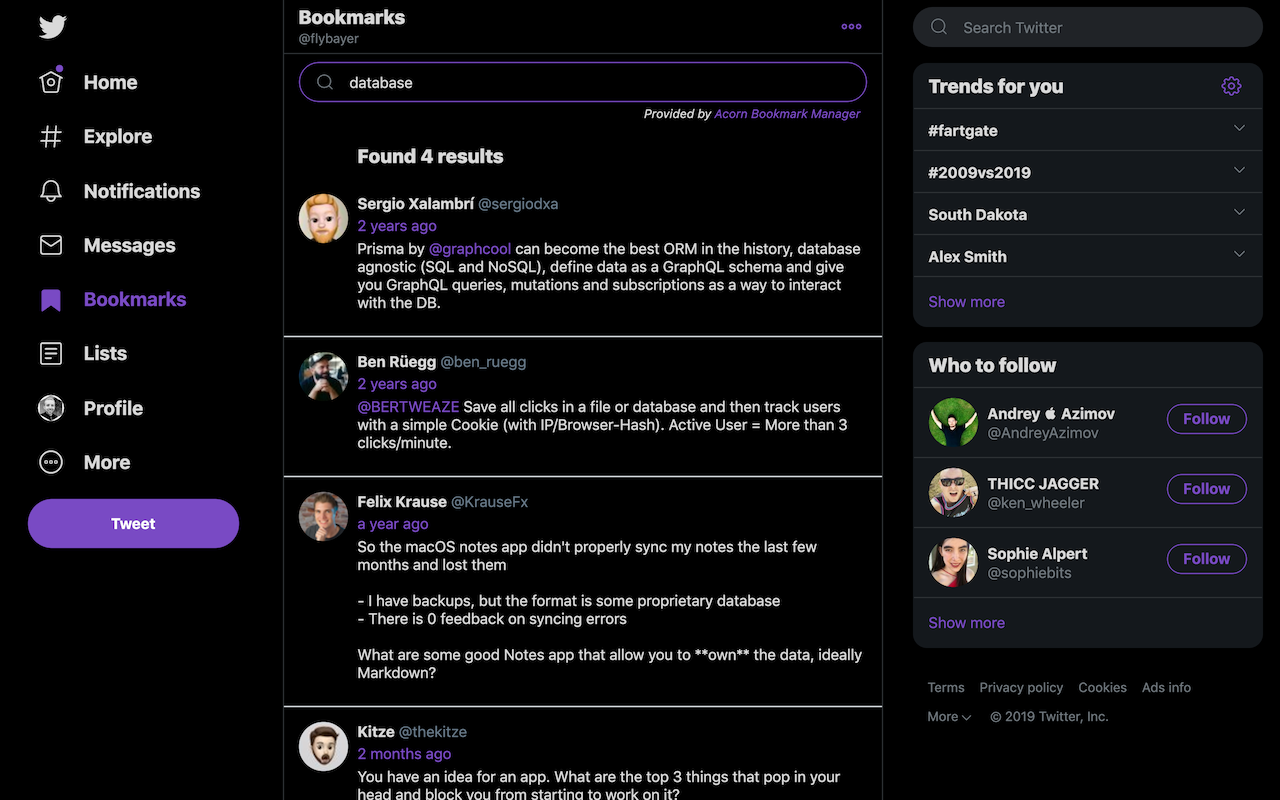 Home
Explore
Notifications
Messages
Bookmarks
Lists
Profile
More
Tweet
Bookmarks
@flybayer
database
Provided by Acorn Bookmark Manager
Found 4 results
Sergio Xalambrí @sergiodxa
2 years ago
Prisma by @graphcool can become the best ORM in the history, database
agnostic (SQL and NoSQL), define data as a GraphQL schema and give
you GraphQL queries, mutations and subscriptions as a way to interact
with the DB.
Ben Rüegg @ben_ruegg
2 years ago
@BERTWEAZE Save all clicks in a file or database and then track users
with a simple Cookie (with IP/Browser-Hash). Active User = More than 3
clicks/minute.
Felix Krause @KrauseFx
a year ago
So the macOS notes app didn't properly sync my notes the last few
months and lost them
- I have backups, but the format is some proprietary database
- There is 0 feedback on syncing errors
What are some good Notes app that allow you to **own** the data, ideally
Markdown?
Kitze @thekitze
2 months ago
You have an idea for an app. What are the top 3 things that pop in your
head and block you from starting to work on it?
Search Twitter
Trends for you
#fartgate
#2009vs2019
South Dakota
Alex Smith
Show more
Who to follow
Andrey Azimov
@AndreyAzimov
Follow
THICC JAGGER
@ken_wheeler
Follow
Sophie Alpert
@sophiebits
Follow
Show more
Terms Privacy policy Cookies Ads info
More © 2019 Twitter, Inc.